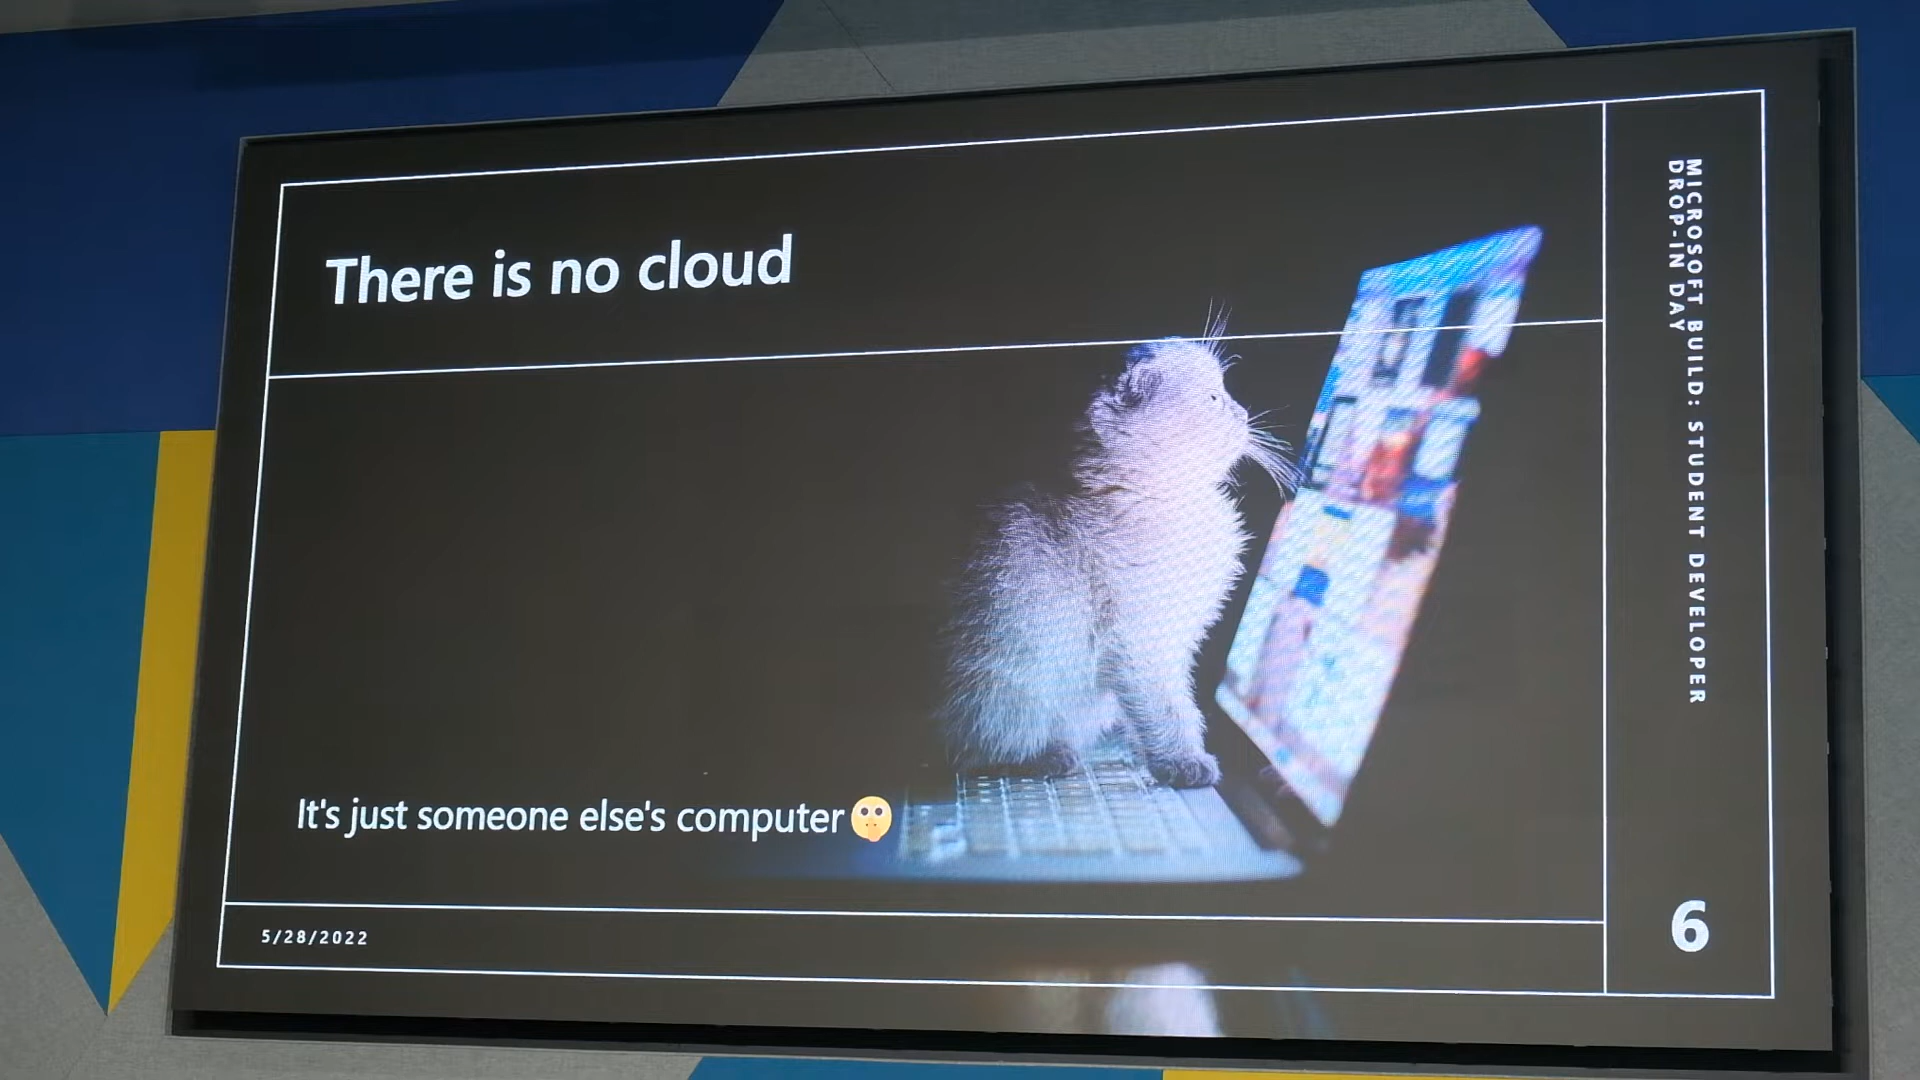 There is no cloud
It's just someone else's computer🫢
5/28/2022
MICROSOFT BUILD: STUDENT DEVELOPER
DROP-IN DAY
6